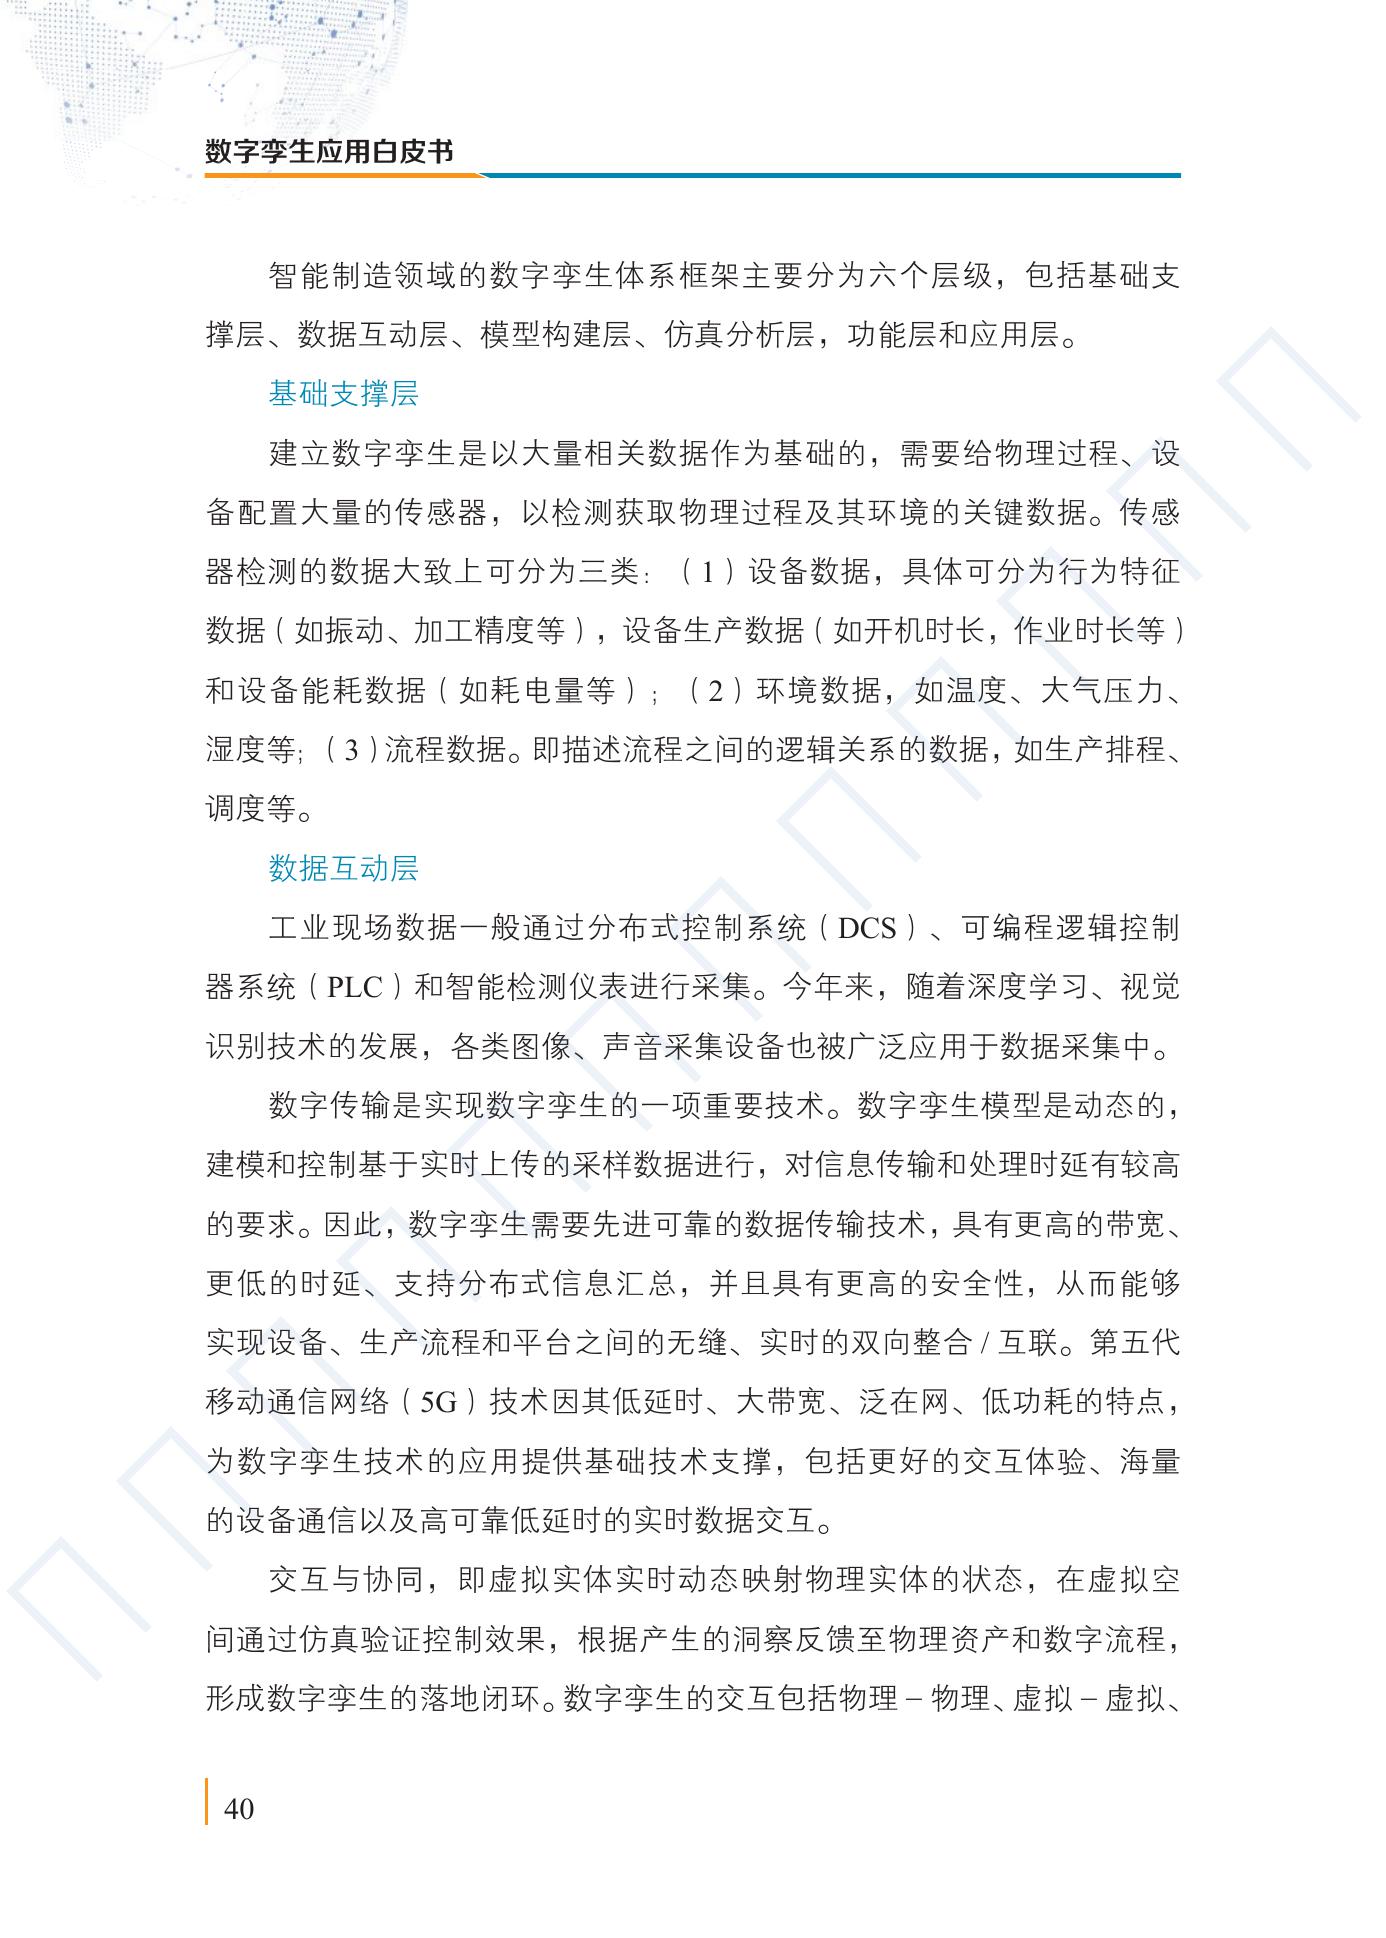 数字孪生应用白皮书
智能制造领域的数字孪生体系框架主要分为六个层级，包括基础支
撑层、数据互动层、模型构建层、仿真分析层，功能层和应用层。
基础支撑层
建立数字孪生是以大量相关数据作为基础的，需要给物理过程、设
备配置大量的传感器，以检测获取物理过程及其环境的关键数据。传感
器检测的数据大致上可分为三类：（1）设备数据，具体可分为行为特征
数据（如振动、加工精度等），设备生产数据（如开机时长，作业时长等）
和设备能耗数据（如耗电量等）；（2）环境数据，如温度、大气压力、
湿度等；（3）流程数据。即描述流程之间的逻辑关系的数据，如生产排程、
调度等。
数据互动层
工业现场数据一般通过分布式控制系统（DCS）、可编程逻辑控制
器系统（PLC）和智能检测仪表进行采集。今年来，随着深度学习、视觉
识别技术的发展，各类图像、声音采集设备也被广泛应用于数据采集中。
数字传输是实现数字孪生的一项重要技术。数字孪生模型是动态的，
建模和控制基于实时上传的采样数据进行，对信息传输和处理时延有较高
的要求。因此，数字孪生需要先进可靠的数据传输技术，具有更高的带宽、
更低的时延、支持分布式信息汇总，并且具有更高的安全性，从而能够
实现设备、生产流程和平台之间的无缝、实时的双向整合 / 互联。第五代
移动通信网络（5G）技术因其低延时、大带宽、泛在网、低功耗的特点，
为数字孪生技术的应用提供基础技术支撑，包括更好的交互体验、海量
的设备通信以及高可靠低延时的实时数据交互。
交互与协同，即虚拟实体实时动态映射物理实体的状态，在虚拟空
间通过仿真验证控制效果，根据产生的洞察反馈至物理资产和数字流程，
形成数字孪生的落地闭环。数字孪生的交互包括物理 – 物理、虚拟 – 虚拟、
40